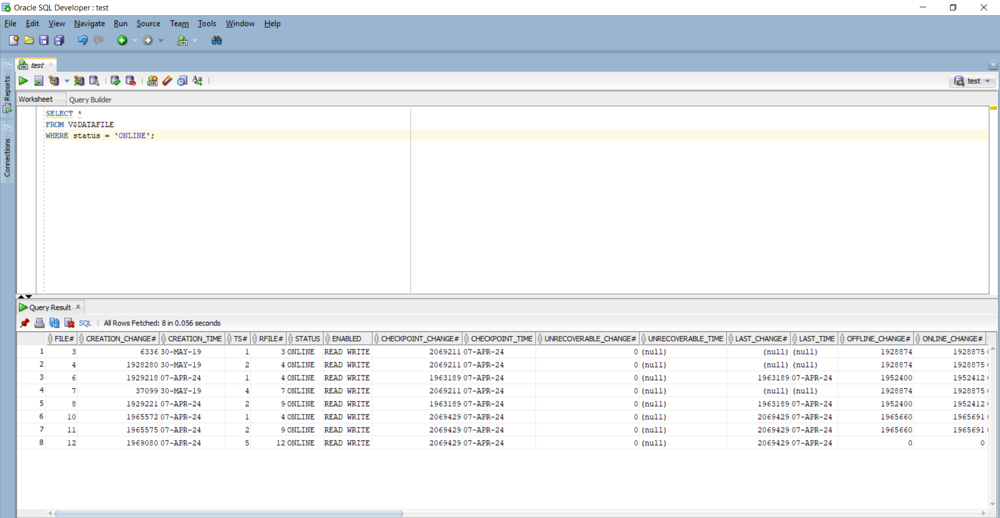 Oracle SQL Developer : test
File Edit View Navigate Run Source Team Tools Window Help
test
Reports
Connections
test
Worksheet Query Builder
SELECT *
FROM V$DATAFILE
WHERE status = 'ONLINE';
Query Result
SQL All Rows Fetched: 8 in 0.056 seconds
FILE# CREATION_CHANGE# CREATION_TIME TS# RFILE# STATUS ENABLED CHECKPOINT_CHANGE# CHECKPOINT_TIME UNRECOVERABLE_CHANGE# UNRECOVERABLE_TIME LAST_CHANGE# LAST_TIME OFFLINE_CHANGE# ONLINE_CHANGE#
1 3 6336 30-MAY-19 1 3 ONLINE READ WRITE 2069211 07-APR-24 0 (null) (null) (null) 1928874 1928875
2 4 1928280 30-MAY-19 2 4 ONLINE READ WRITE 2069211 07-APR-24 0 (null) (null) (null) 1928874 1928875
3 6 1929218 07-APR-24 1 4 ONLINE READ WRITE 1963189 07-APR-24 0 (null) 1963189 07-APR-24 1952400 1952412
4 7 37099 30-MAY-19 4 7 ONLINE READ WRITE 2069211 07-APR-24 0 (null) (null) (null) 1928874 1928875
5 8 1929221 07-APR-24 2 9 ONLINE READ WRITE 1963189 07-APR-24 0 (null) 1963189 07-APR-24 1952400 1952412
6 10 1965572 07-APR-24 1 4 ONLINE READ WRITE 2069429 07-APR-24 0 (null) 2069429 07-APR-24 1965660 1965691
7 11 1965575 07-APR-24 2 9 ONLINE READ WRITE 2069429 07-APR-24 0 (null) 2069429 07-APR-24 1965660 1965691
8 12 1969080 07-APR-24 5 12 ONLINE READ WRITE 2069429 07-APR-24 0 (null) 2069429 07-APR-24 0 0